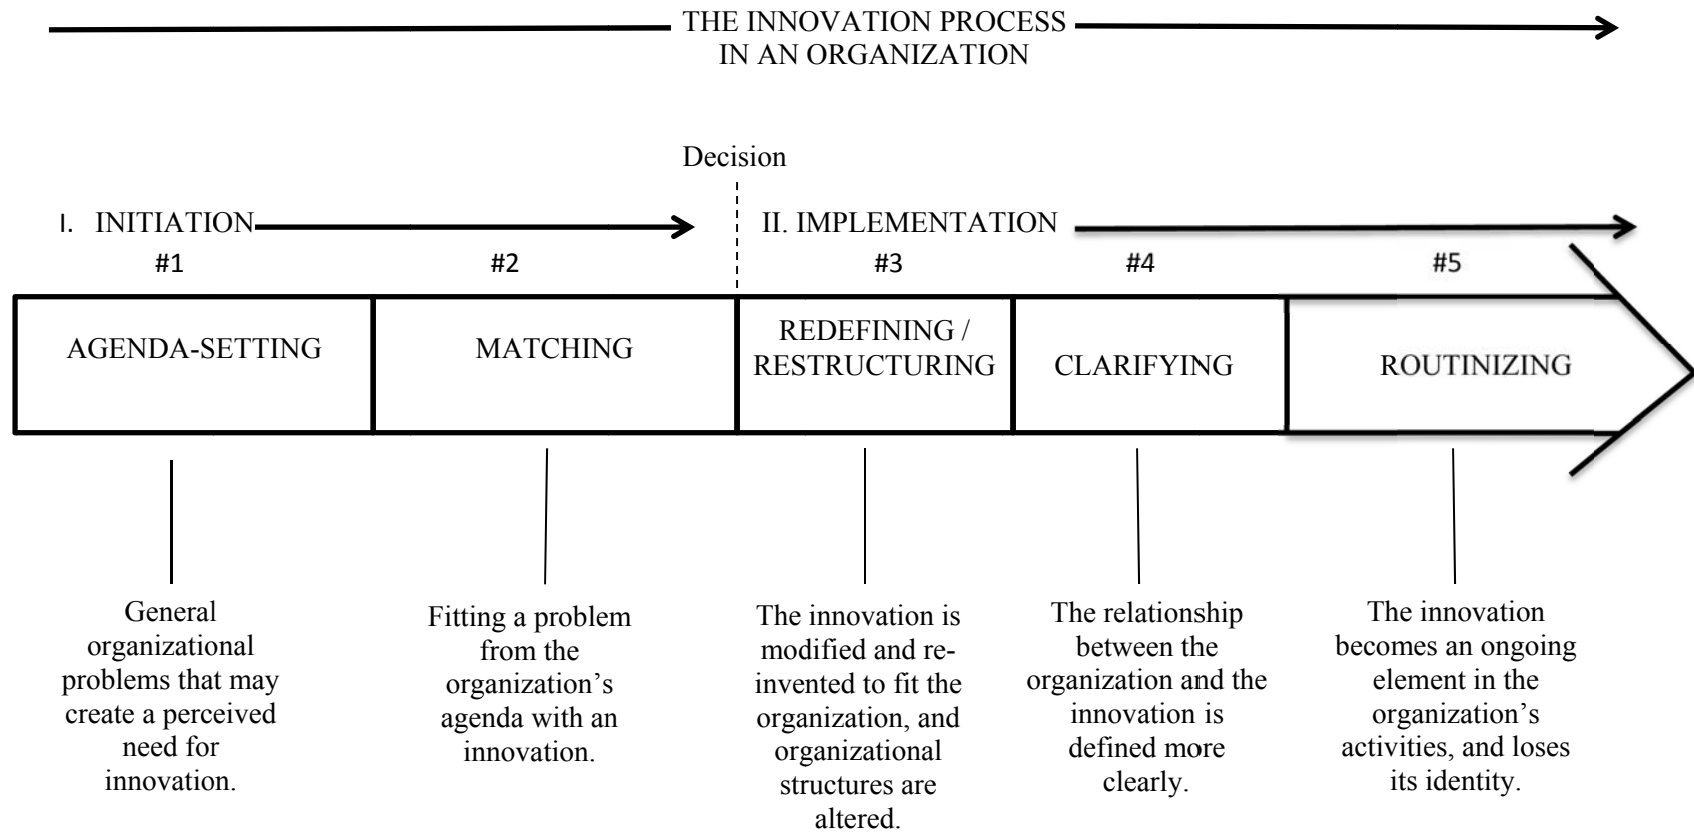 THE INNOVATION PROCESS
IN AN ORGANIZATION
Decision
I. INITIATION
II. IMPLEMENTATION
#1
#2
#3
#4
#5
AGENDA-SETTING
MATCHING
REDEFINING /
RESTRUCTURING
CLARIFYING
ROUTINIZING
General
organizational
problems that may
create a perceived
need for
innovation.
Fitting a problem
from the
organization’s
agenda with an
innovation.
The innovation is
modified and re-
invented to fit the
organization, and
organizational
structures are
altered.
The relationship
between the
organization and the
innovation is
defined more
clearly.
The innovation
becomes an ongoing
element in the
organization’s
activities, and loses
its identity.